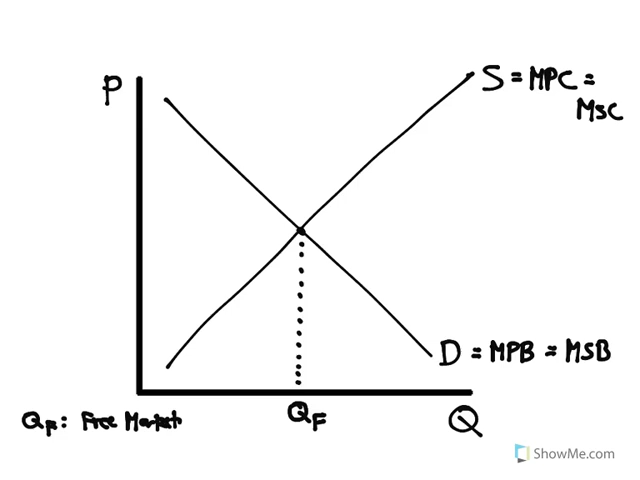 P
S = MPC =
MSC
D = MPB = MSB
QF: Free Market
QF
Q
ShowMe.com